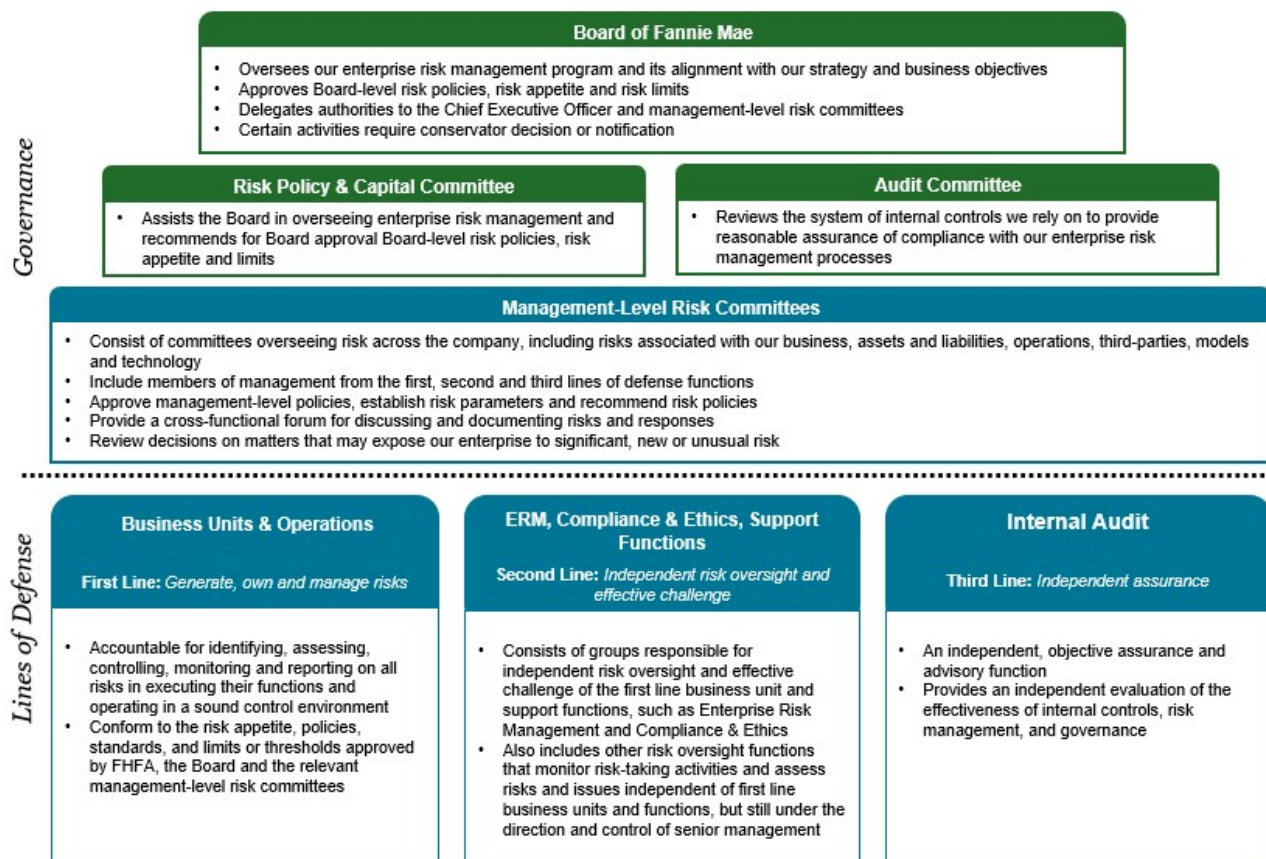 Governance
Board of Fannie Mae
• Oversees our enterprise risk management program and its alignment with our strategy and business objectives
• Approves Board-level risk policies, risk appetite and risk limits
• Delegates authorities to the Chief Executive Officer and management-level risk committees
• Certain activities require conservator decision or notification
Risk Policy & Capital Committee
• Assists the Board in overseeing enterprise risk management and
recommends for Board approval Board-level risk policies, risk
appetite and limits
Audit Committee
• Reviews the system of internal controls we rely on to provide
reasonable assurance of compliance with our enterprise risk
management processes
Management-Level Risk Committees
• Consist of committees overseeing risk across the company, including risks associated with our business, assets and liabilities, operations, third-parties, models
and technology
• Include members of management from the first, second and third lines of defense functions
• Approve management-level policies, establish risk parameters and recommend risk policies
• Provide a cross-functional forum for discussing and documenting risks and responses
• Review decisions on matters that may expose our enterprise to significant, new or unusual risk
Lines of Defense
Business Units & Operations
First Line: Generate, own and manage risks
• Accountable for identifying, assessing,
controlling, monitoring and reporting on all
risks in executing their functions and
operating in a sound control environment
• Conform to the risk appetite, policies,
standards, and limits or thresholds approved
by FHFA, the Board and the relevant
management-level risk committees
ERM, Compliance & Ethics, Support
Functions
Second Line: Independent risk oversight and
effective challenge
• Consists of groups responsible for
independent risk oversight and effective
challenge of the first line business unit and
support functions, such as Enterprise Risk
Management and Compliance & Ethics
• Also includes other risk oversight functions
that monitor risk-taking activities and assess
risks and issues independent of first line
business units and functions, but still under the
direction and control of senior management
Internal Audit
Third Line: Independent assurance
• An independent, objective assurance and
advisory function
• Provides an independent evaluation of the
effectiveness of internal controls, risk
management, and governance